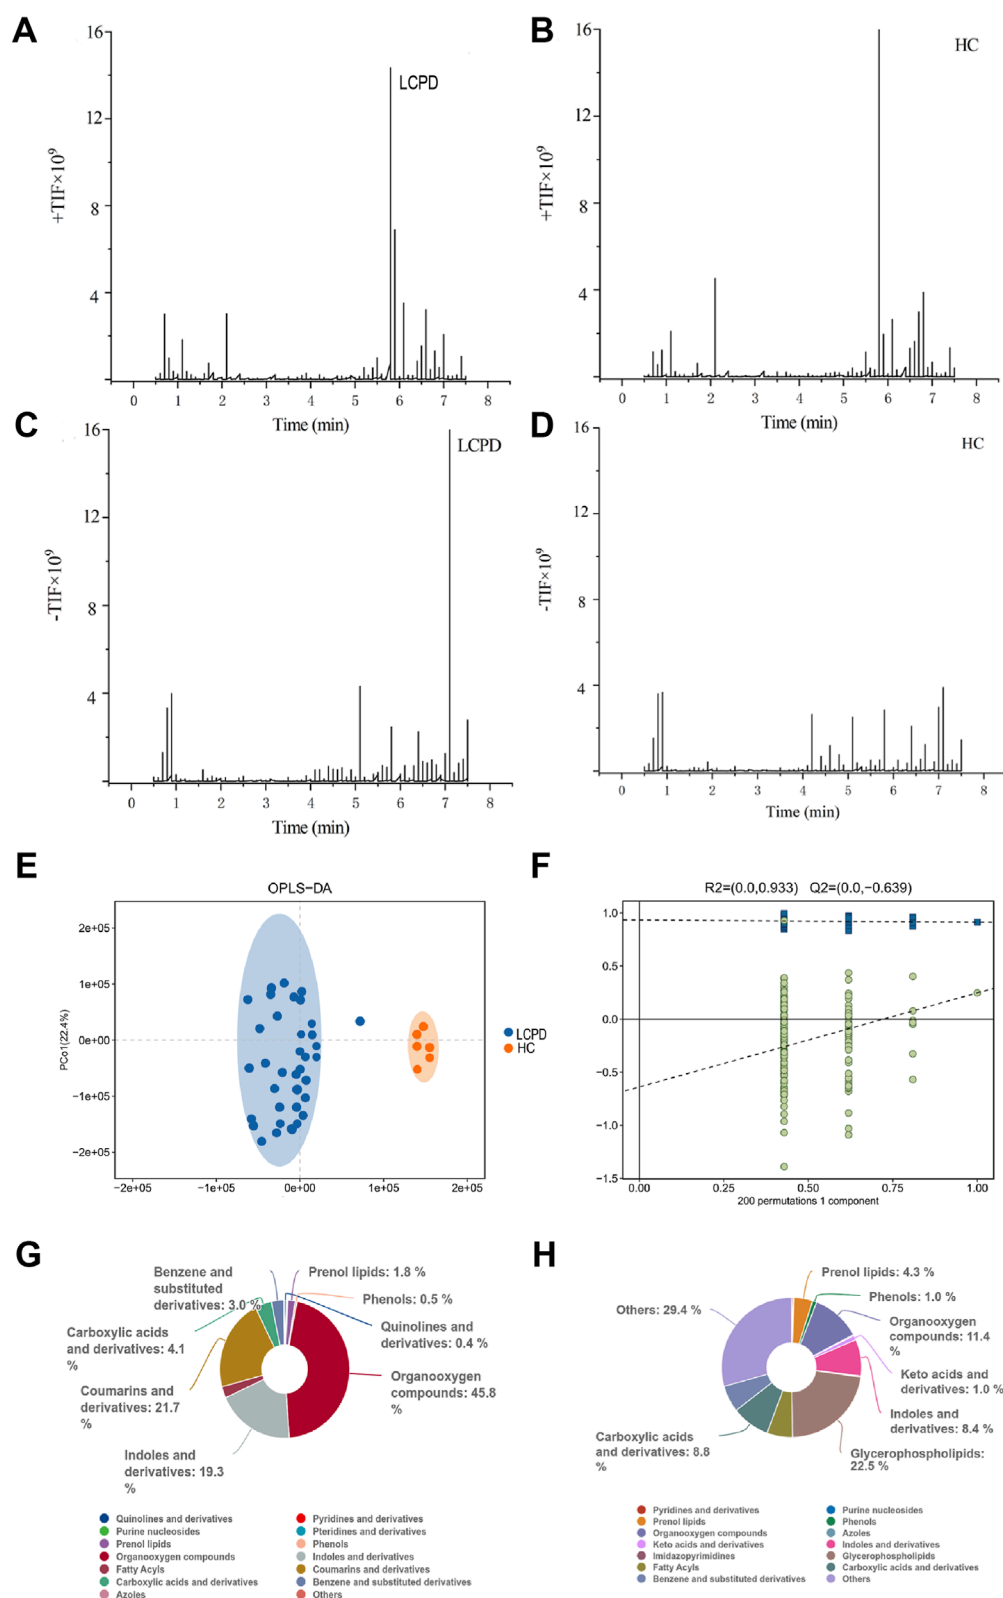 A
16
12
8
4
+TIF×10⁹
LCPD
0 1 2 3 4 5 6 7 8
Time (min)
B
16
12
8
4
+TIF×10⁹
HC
0 1 2 3 4 5 6 7 8
Time (min)
C
16
12
8
4
-TIF×10⁹
LCPD
0 1 2 3 4 5 6 7 8
Time (min)
D
16
12
8
4
-TIF×10⁹
HC
0 1 2 3 4 5 6 7 8
Time (min)
E
OPLS−DA
2e+05
1e+05
0e+00
−1e+05
−2e+05
PCo1(22.4%)
LCPD
HC
−2e+05 −1e+05 0e+00 1e+05 2e+05
F
R2=(0.0,0.933) Q2=(0.0,−0.639)
1.0
0.5
0.0
−0.5
−1.0
−1.5
0.00 0.25 0.50 0.75 1.00
200 permutations 1 component
G
Benzene and
substituted
derivatives: 3.0 %
Prenol lipids: 1.8 %
Phenols: 0.5 %
Quinolines and
derivatives:
0.4 %
Carboxylic acids
and derivatives: 4.1
%
Organooxygen
compounds: 45.8
%
Coumarins and
derivatives: 21.7
%
Indoles and
derivatives: 19.3
%
Quinolines and derivatives
Purine nucleosides
Prenol lipids
Organooxygen compounds
Fatty Acyls
Carboxylic acids and derivatives
Azoles
Pyridines and derivatives
Pteridines and derivatives
Phenols
Indoles and derivatives
Coumarins and derivatives
Benzene and substituted derivatives
Others
H
Prenol lipids: 4.3 %
Phenols: 1.0 %
Others: 29.4 %
Organooxygen
compounds: 11.4
%
Keto acids and
derivatives: 1.0 %
Indoles and
derivatives: 8.4 %
Carboxylic acids
and derivatives: 8.8
%
Glycerophospholipids:
22.5 %
Pyridines and derivatives
Prenol lipids
Organooxygen compounds
Keto acids and derivatives
Imidazopyrimidines
Fatty Acyls
Benzene and substituted derivatives
Purine nucleosides
Phenols
Azoles
Indoles and derivatives
Glycerophospholipids
Carboxylic acids and derivatives
Others